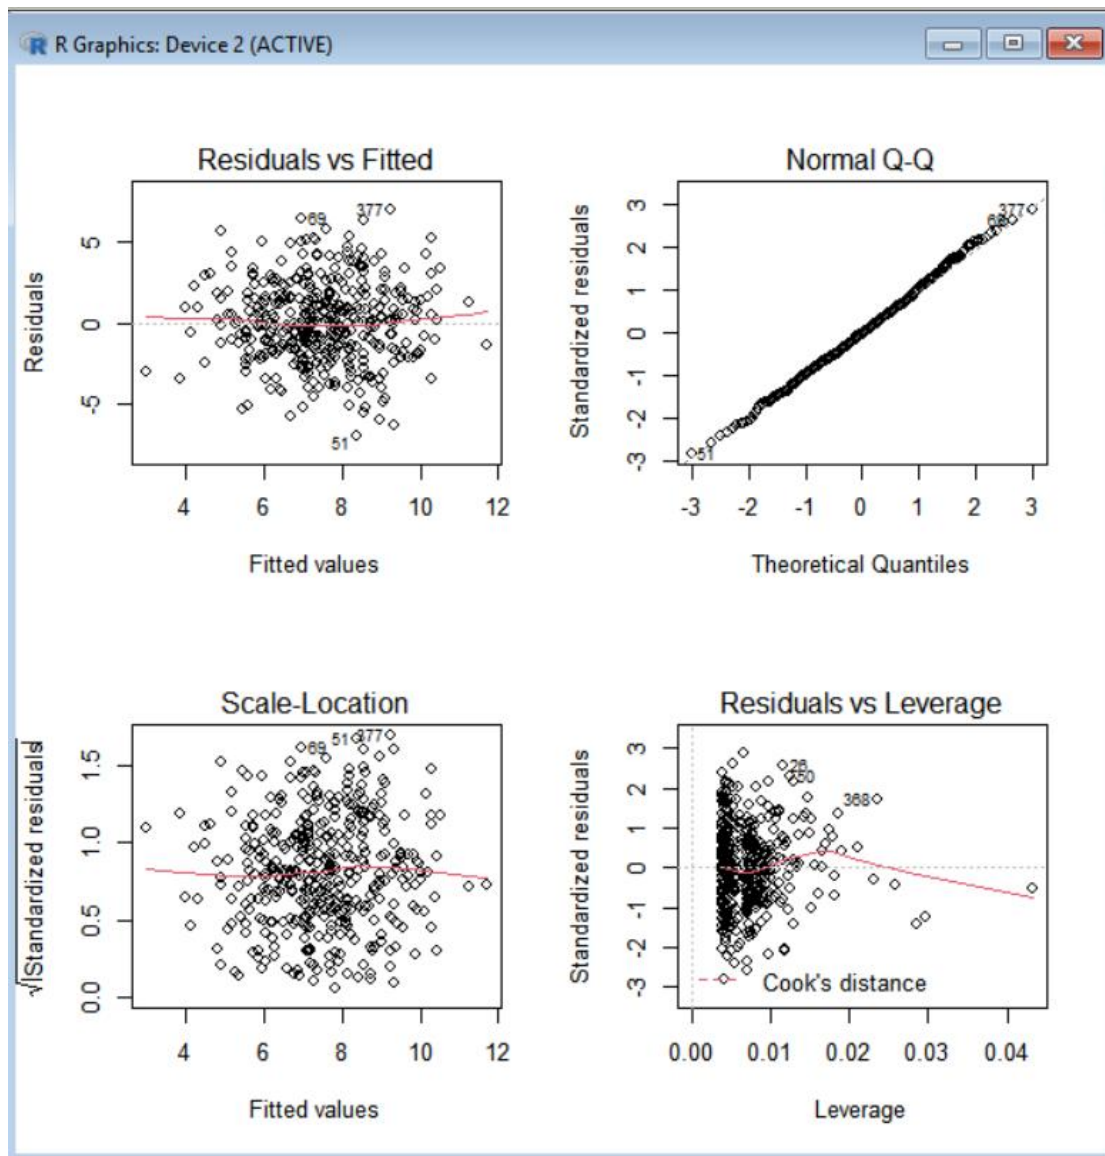 R Graphics: Device 2 (ACTIVE)
Residuals vs Fitted
Residuals
5
0
-5
69
377
51
4 6 8 10 12
Fitted values
Normal Q-Q
Standardized residuals
3
2
1
0
-1
-2
-3
377
69
51
-3 -2 -1 0 1 2 3
Theoretical Quantiles
Scale-Location
√|Standardized residuals|
1.5
1.0
0.5
0.0
69
51
377
4 6 8 10 12
Fitted values
Residuals vs Leverage
Standardized residuals
3
2
1
0
-1
-2
-3
26
750
368
Cook's distance
0.00 0.01 0.02 0.03 0.04
Leverage